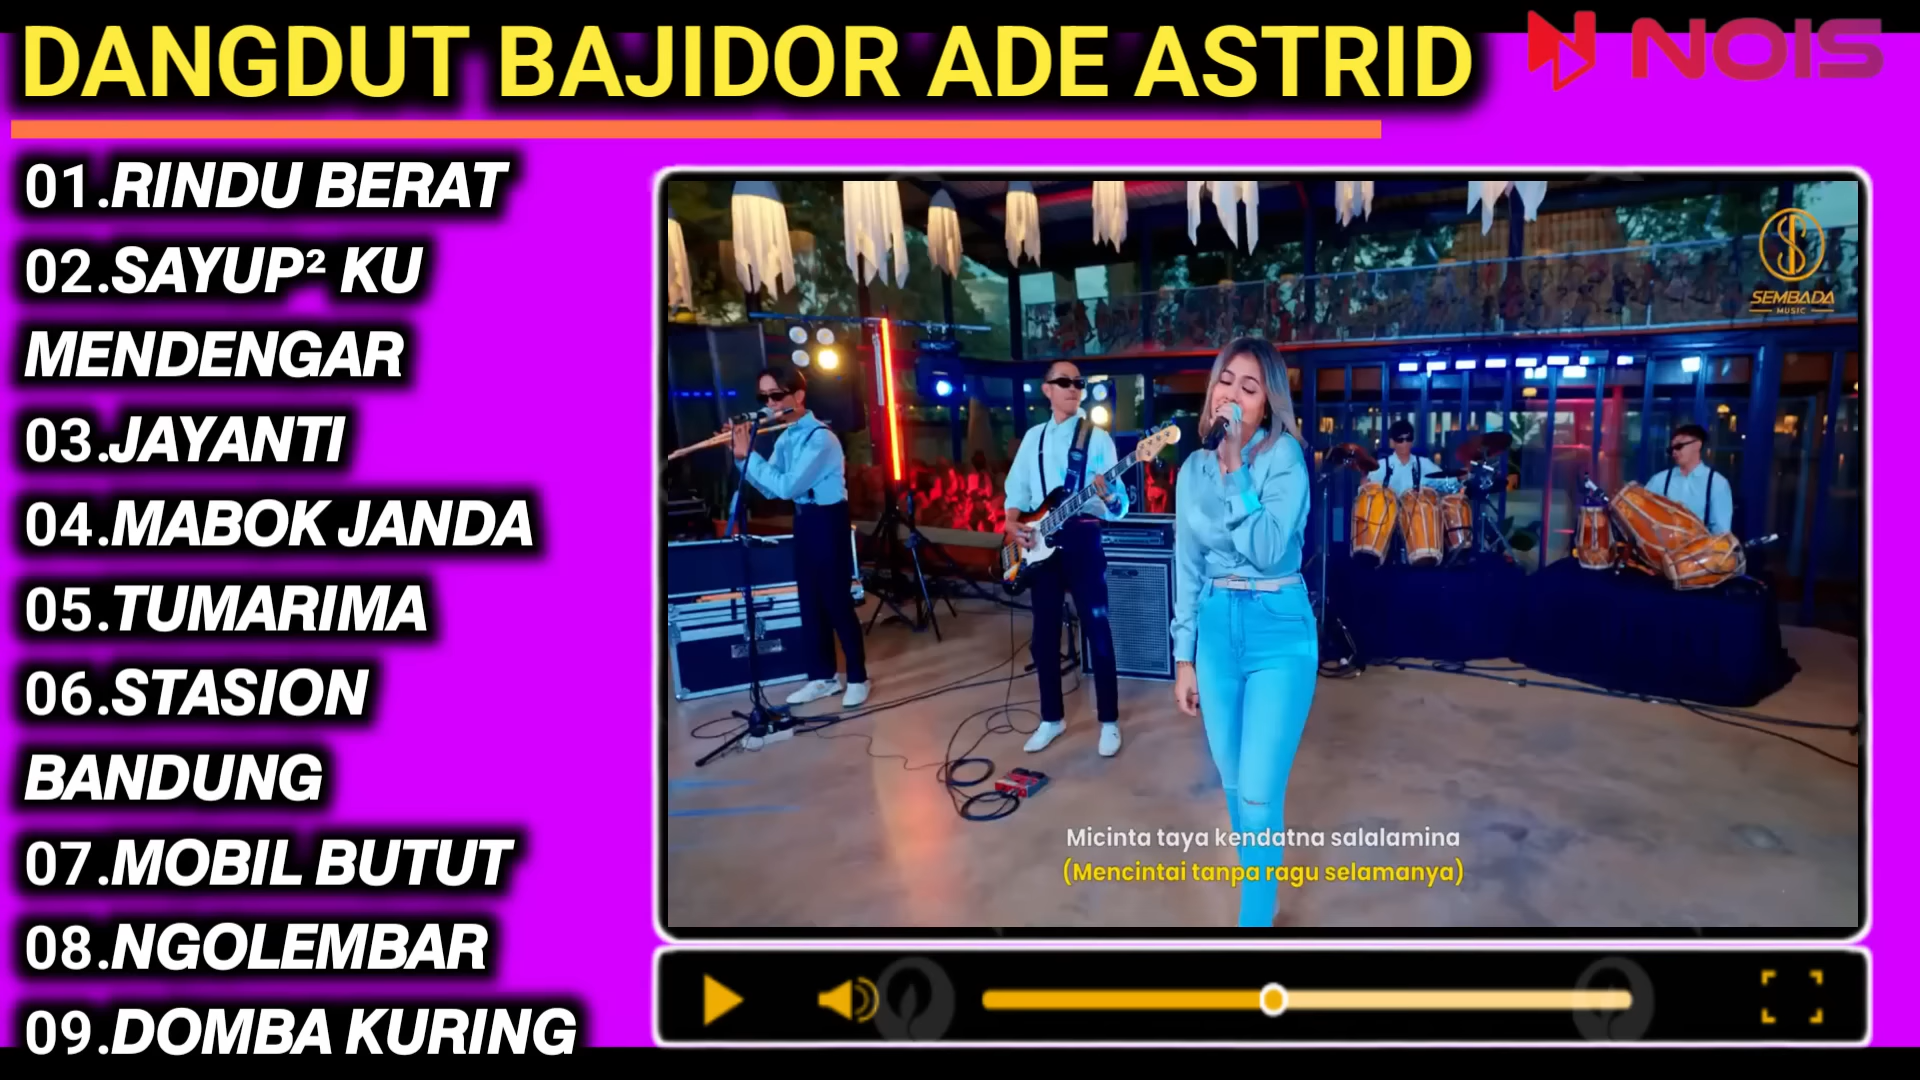 DANGDUT BAJIDOR ADE ASTRID
NOIS
01.RINDU BERAT
02.SAYUP² KU
MENDENGAR
03.JAYANTI
04.MABOK JANDA
05.TUMARIMA
06.STASION
BANDUNG
07.MOBIL BUTUT
08.NGOLEMBAR
09.DOMBA KURING
SEMBADA
MUSIC
Micinta taya kendatna salalamina
(Mencintai tanpa ragu selamanya)